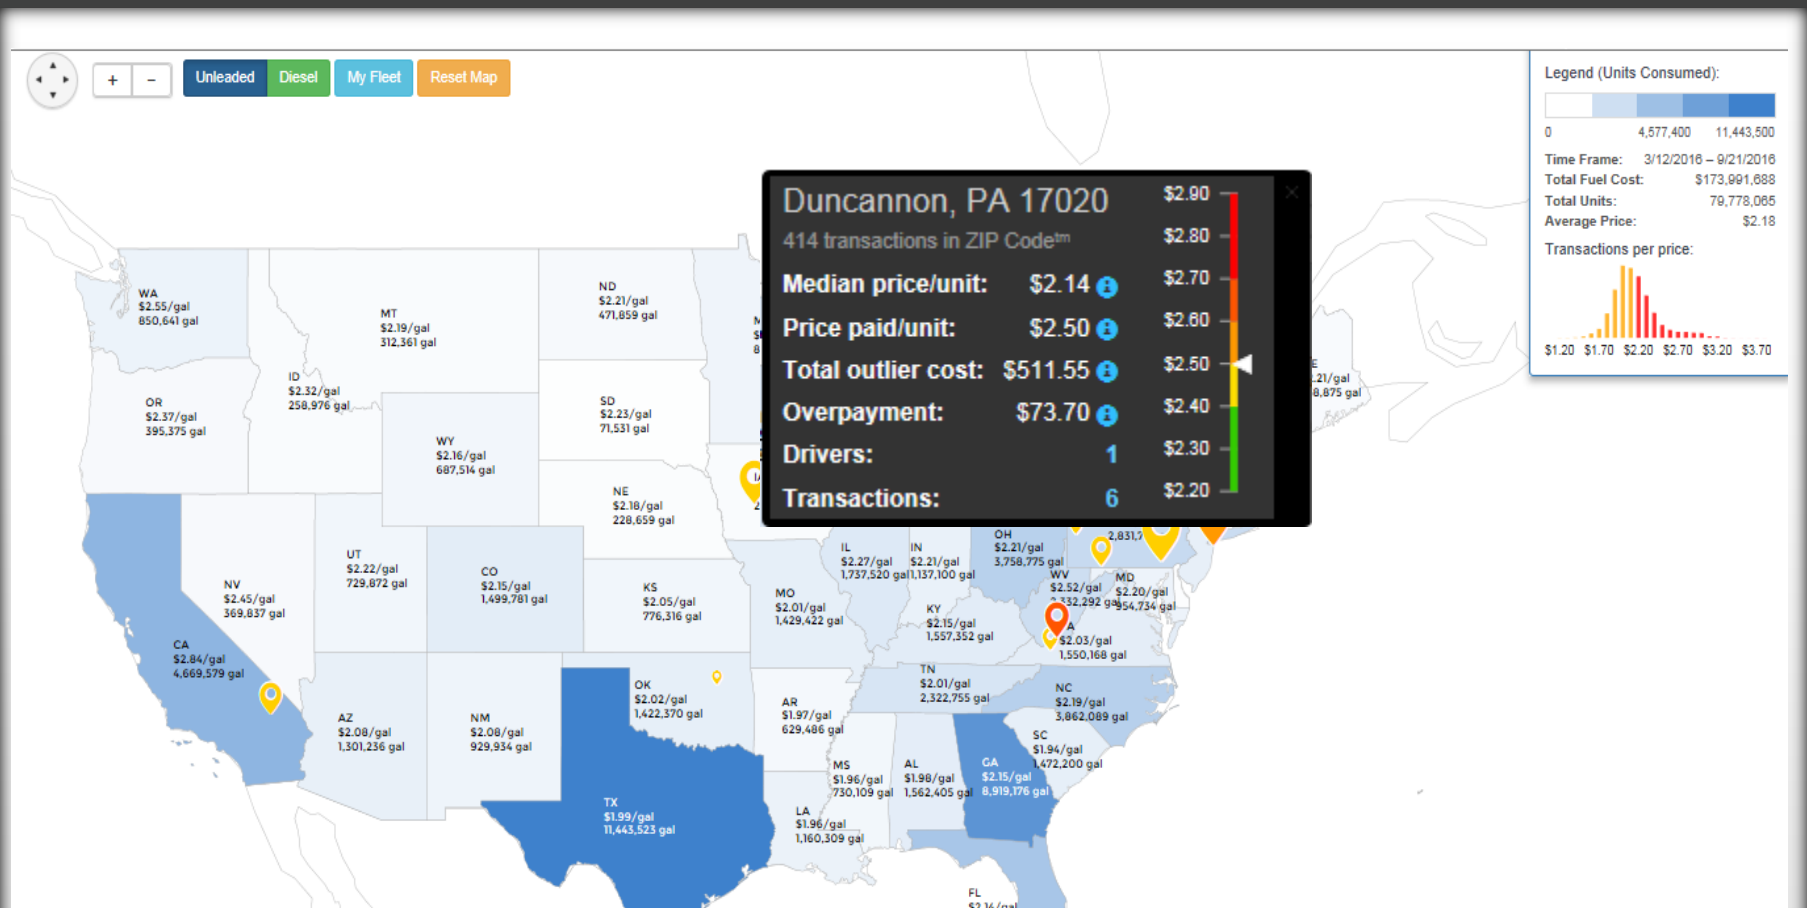 +
−
Unleaded
Diesel
My Fleet
Reset Map
Legend (Units Consumed):
0
4,577,400
11,443,500
Time Frame: 3/12/2016 – 9/21/2016
Total Fuel Cost: $173,991,688
Total Units: 79,778,065
Average Price: $2.18
Transactions per price:
$1.20 $1.70 $2.20 $2.70 $3.20 $3.70
Duncannon, PA 17020
414 transactions in ZIP Code™
Median price/unit: $2.14
Price paid/unit: $2.50
Total outlier cost: $511.55
Overpayment: $73.70
Drivers: 1
Transactions: 6
$2.90
$2.80
$2.70
$2.60
$2.50
$2.40
$2.30
$2.20
WA
$2.55/gal
850,641 gal
MT
$2.19/gal
312,361 gal
ND
$2.21/gal
471,859 gal
ID
$2.32/gal
258,976 gal
OR
$2.37/gal
395,375 gal
SD
$2.23/gal
71,531 gal
WY
$2.16/gal
687,514 gal
NE
$2.18/gal
228,659 gal
E
.21/gal
8,875 gal
UT
$2.22/gal
729,872 gal
CO
$2.15/gal
1,499,781 gal
NV
$2.45/gal
369,837 gal
KS
$2.05/gal
776,316 gal
MO
$2.01/gal
1,429,422 gal
IL
$2.27/gal
1,737,520 gal
IN
$2.21/gal
1,137,100 gal
OH
$2.21/gal
3,758,775 gal
2,831,7
WV
$2.52/gal
MD
$2.20/gal
954,734 gal
KY
$2.15/gal
1,557,352 gal
A
$2.03/gal
1,550,168 gal
CA
$2.84/gal
4,669,579 gal
OK
$2.02/gal
1,422,370 gal
TN
$2.01/gal
2,322,755 gal
NC
$2.19/gal
3,862,089 gal
AZ
$2.08/gal
1,301,236 gal
NM
$2.08/gal
929,934 gal
AR
$1.97/gal
629,486 gal
SC
$1.94/gal
1,472,200 gal
MS
$1.96/gal
730,109 gal
AL
$1.98/gal
1,562,405 gal
GA
$2.15/gal
8,919,176 gal
TX
$1.99/gal
11,443,523 gal
LA
$1.96/gal
1,160,309 gal
FL